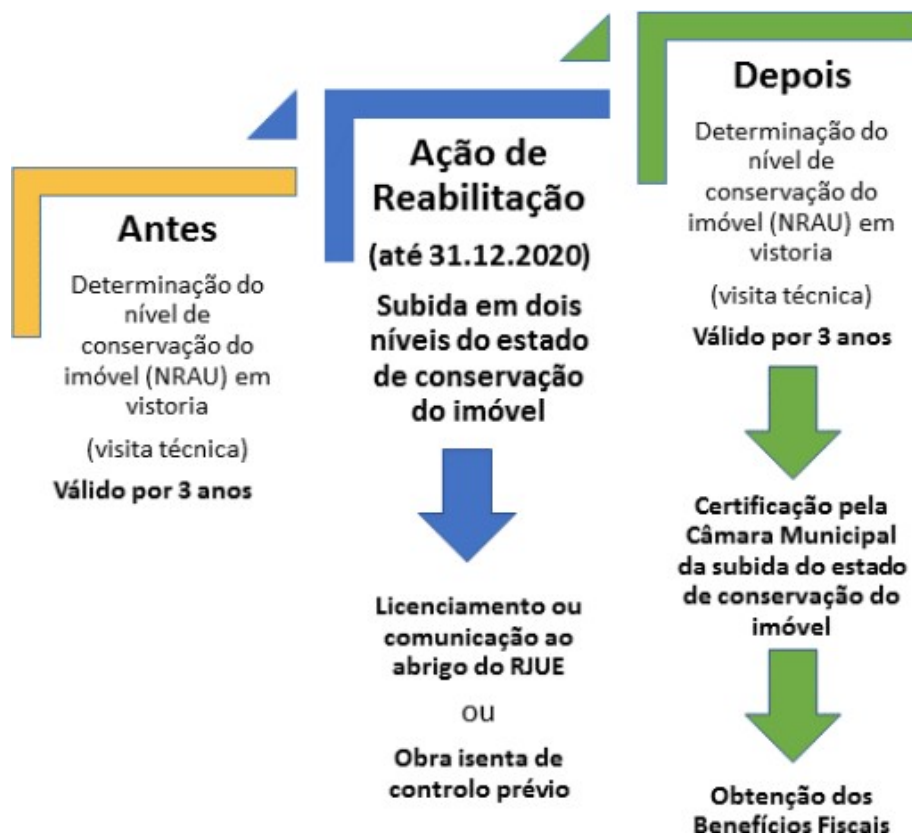 Antes
Determinação do
nível de
conservação do
imóvel (NRAU) em
vistoria
(visita técnica)
Válido por 3 anos
Ação de
Reabilitação
(até 31.12.2020)
Subida em dois
níveis do estado
de conservação
do imóvel
Licenciamento ou
comunicação ao
abrigo do RJUE
ou
Obra isenta de
controlo prévio
Depois
Determinação do
nível de
conservação do
imóvel (NRAU) em
vistoria
(visita técnica)
Válido por 3 anos
Certificação pela
Câmara Municipal
da subida do estado
de conservação do
imóvel
Obtenção dos
Benefícios Fiscais